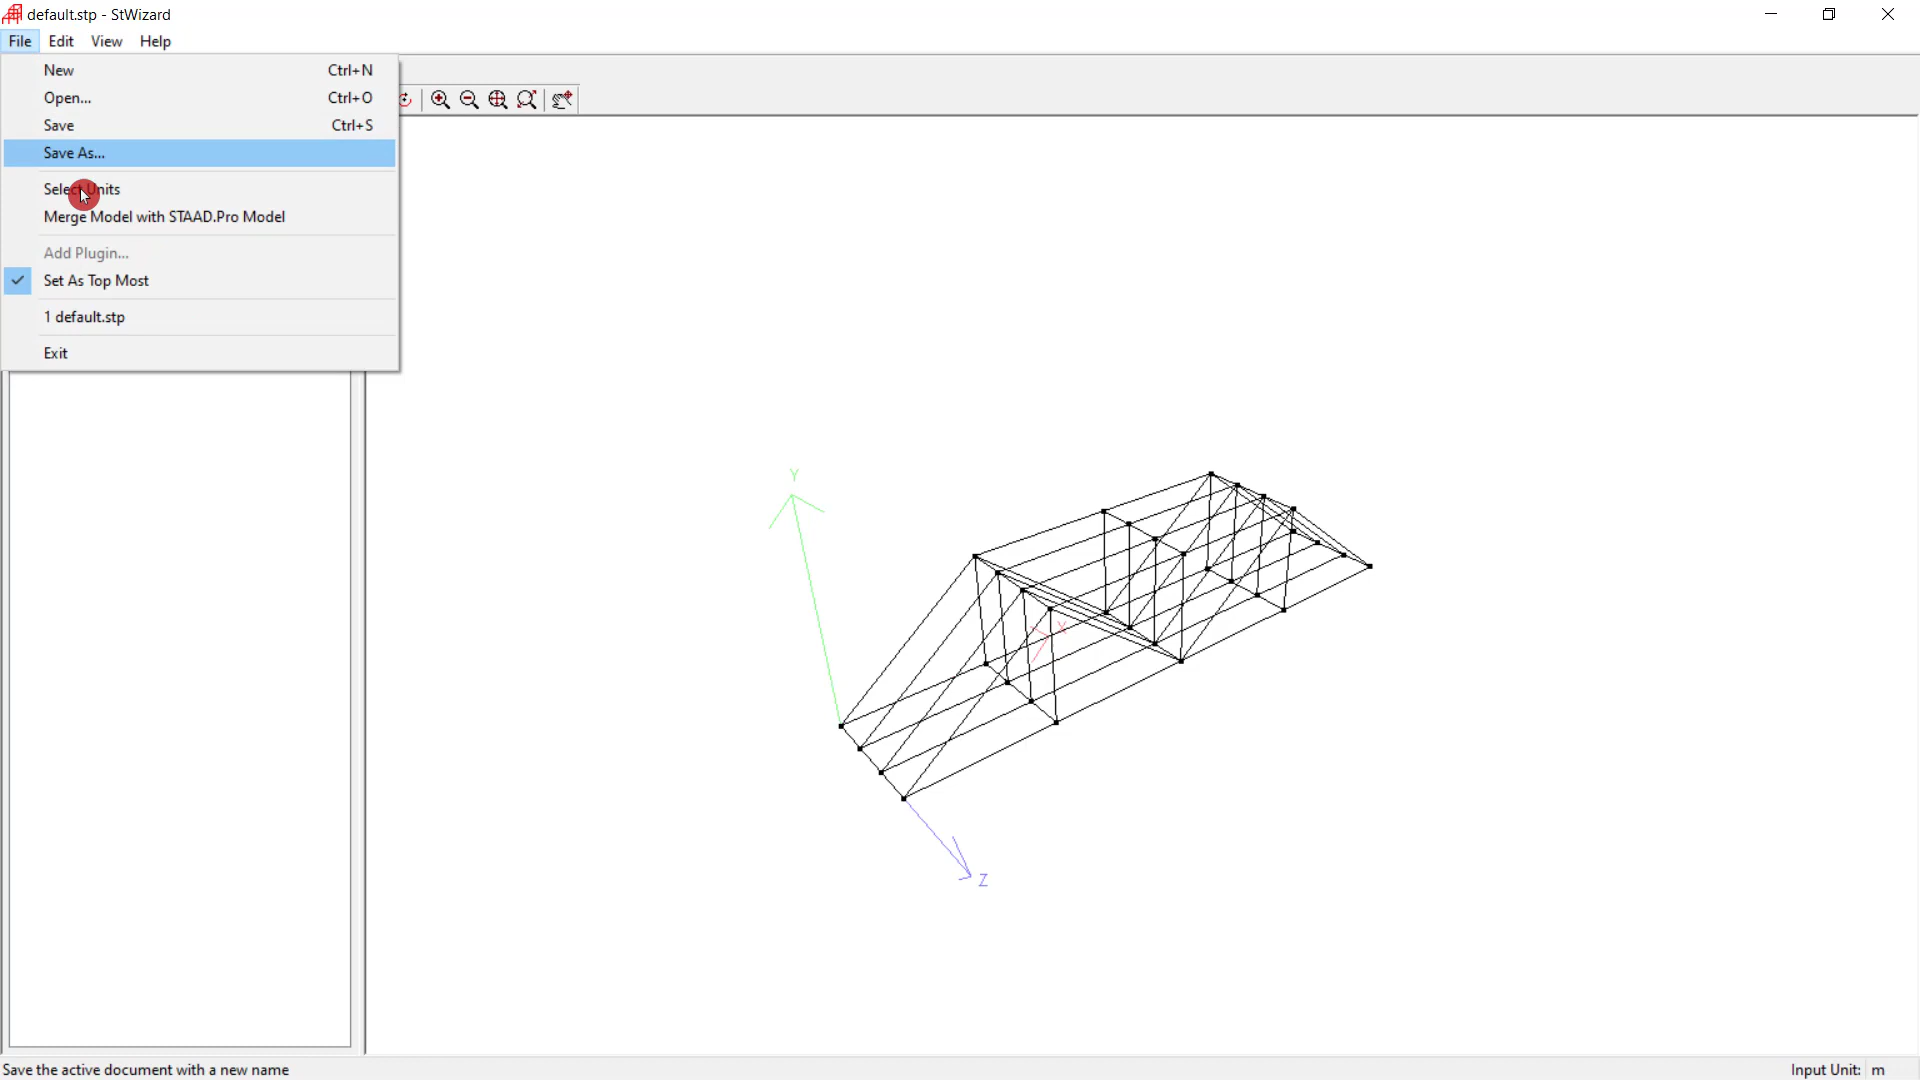 default.stp - StWizard
File Edit View Help
New Ctrl+N
Open... Ctrl+O
Save Ctrl+S
Save As...
Select Units
Merge Model with STAAD.Pro Model
Add Plugin...
Set As Top Most
1 default.stp
Exit
Y
X
Z
Save the active document with a new name Input Unit: m